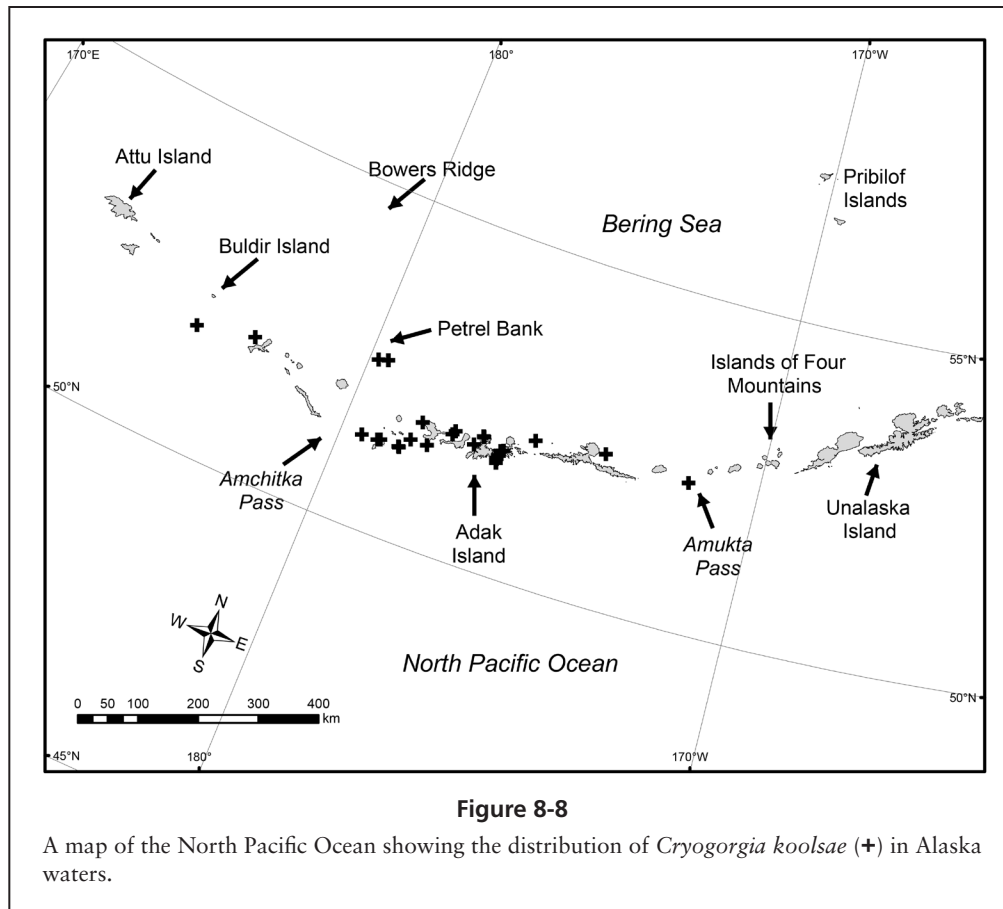 170°E
180°
170°W
Attu Island
Bowers Ridge
Pribilof
Islands
Bering Sea
Buldir Island
Petrel Bank
Islands of Four
Mountains
55°N
50°N
Amchitka
Pass
Adak
Island
Amukta
Pass
Unalaska
Island
N
W
E
S
North Pacific Ocean
0 50 100 200 300 400
km
50°N
45°N
180°
170°W
Figure 8-8
A map of the North Pacific Ocean showing the distribution of Cryogorgia koolsae (+) in Alaska
waters.